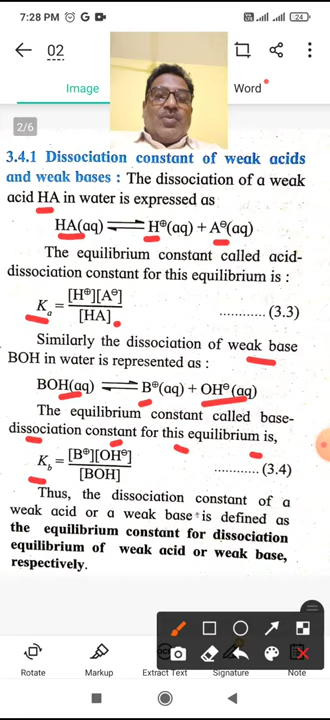 7:28 PM
24
02
Image
Word
2/6
3.4.1 Dissociation constant of weak acids
and weak bases : The dissociation of a weak
acid HA in water is expressed as
HA(aq) ⇌ H⊕(aq) + A⊖(aq)
The equilibrium constant called acid-
dissociation constant for this equilibrium is :
Kₐ = [H⊕][A⊖] / [HA] ............ (3.3)
Similarly the dissociation of weak base
BOH in water is represented as :
BOH(aq) ⇌ B⊕(aq) + OH⊖(aq)
The equilibrium constant called base-
dissociation constant for this equilibrium is,
K_b = [B⊕][OH⊖] / [BOH] ...........(3.4)
Thus, the dissociation constant of a
weak acid or a weak base is defined as
the equilibrium constant for dissociation
equilibrium of weak acid or weak base,
respectively.
Rotate
Markup
Extract Text
Signature
Note